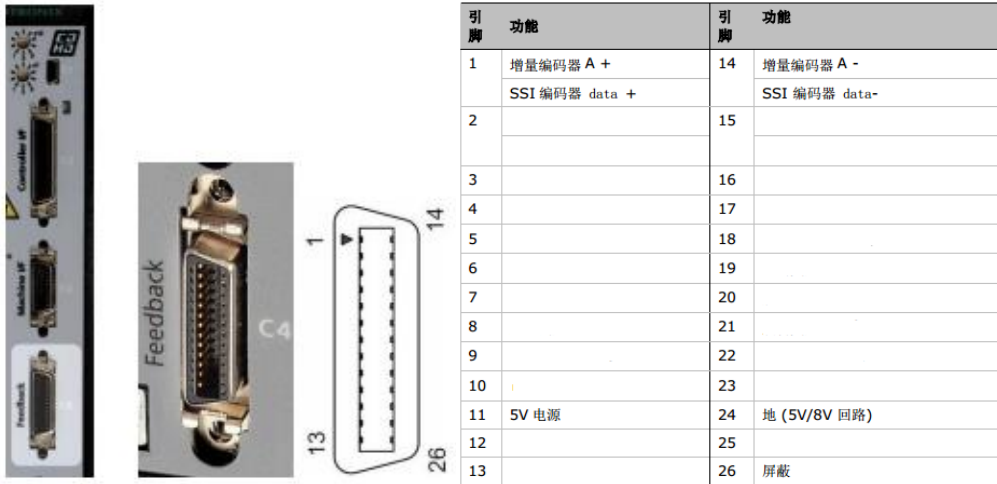 Controller I/F
Machine I/F
Feedback
Feedback
C4
1
14
13
26
引脚 功能 引脚 功能
1 增量编码器 A + 14 增量编码器 A -
SSI 编码器 data + SSI 编码器 data-
2 15
3 16
4 17
5 18
6 19
7 20
8 21
9 22
10 23
11 5V 电源 24 地 (5V/8V 回路)
12 25
13 26 屏蔽